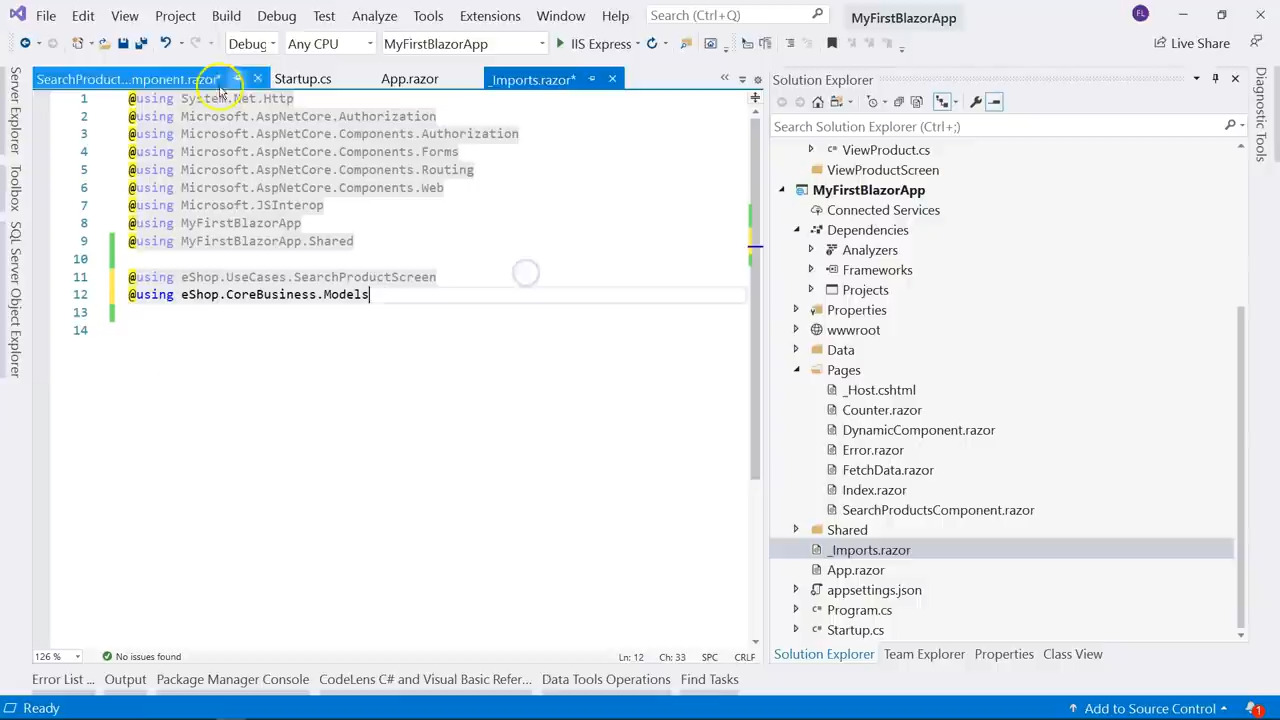 File Edit View Project Build Debug Test Analyze Tools Extensions Window Help Search (Ctrl+Q) MyFirstBlazorApp FL
Debug Any CPU MyFirstBlazorApp IIS Express Live Share
SearchProduct...mponent.razor* Startup.cs App.razor _Imports.razor*
Server Explorer
Toolbox
SQL Server Object Explorer
1 @using System.Net.Http
2 @using Microsoft.AspNetCore.Authorization
3 @using Microsoft.AspNetCore.Components.Authorization
4 @using Microsoft.AspNetCore.Components.Forms
5 @using Microsoft.AspNetCore.Components.Routing
6 @using Microsoft.AspNetCore.Components.Web
7 @using Microsoft.JSInterop
8 @using MyFirstBlazorApp
9 @using MyFirstBlazorApp.Shared
10
11 @using eShop.UseCases.SearchProductScreen
12 @using eShop.CoreBusiness.Models
13
14
126 % No issues found Ln: 12 Ch: 33 SPC CRLF
Solution Explorer
Search Solution Explorer (Ctrl+;)
C# ViewProduct.cs
ViewProductScreen
MyFirstBlazorApp
Connected Services
Dependencies
Analyzers
Frameworks
Projects
Properties
wwwroot
Data
Pages
_Host.cshtml
Counter.razor
DynamicComponent.razor
Error.razor
FetchData.razor
Index.razor
SearchProductsComponent.razor
Shared
_Imports.razor
App.razor
appsettings.json
C# Program.cs
C# Startup.cs
Solution Explorer Team Explorer Properties Class View
Diagnostic Tools
Error List ... Output Package Manager Console CodeLens C# and Visual Basic Refer... Data Tools Operations Find Tasks
Ready Add to Source Control 1